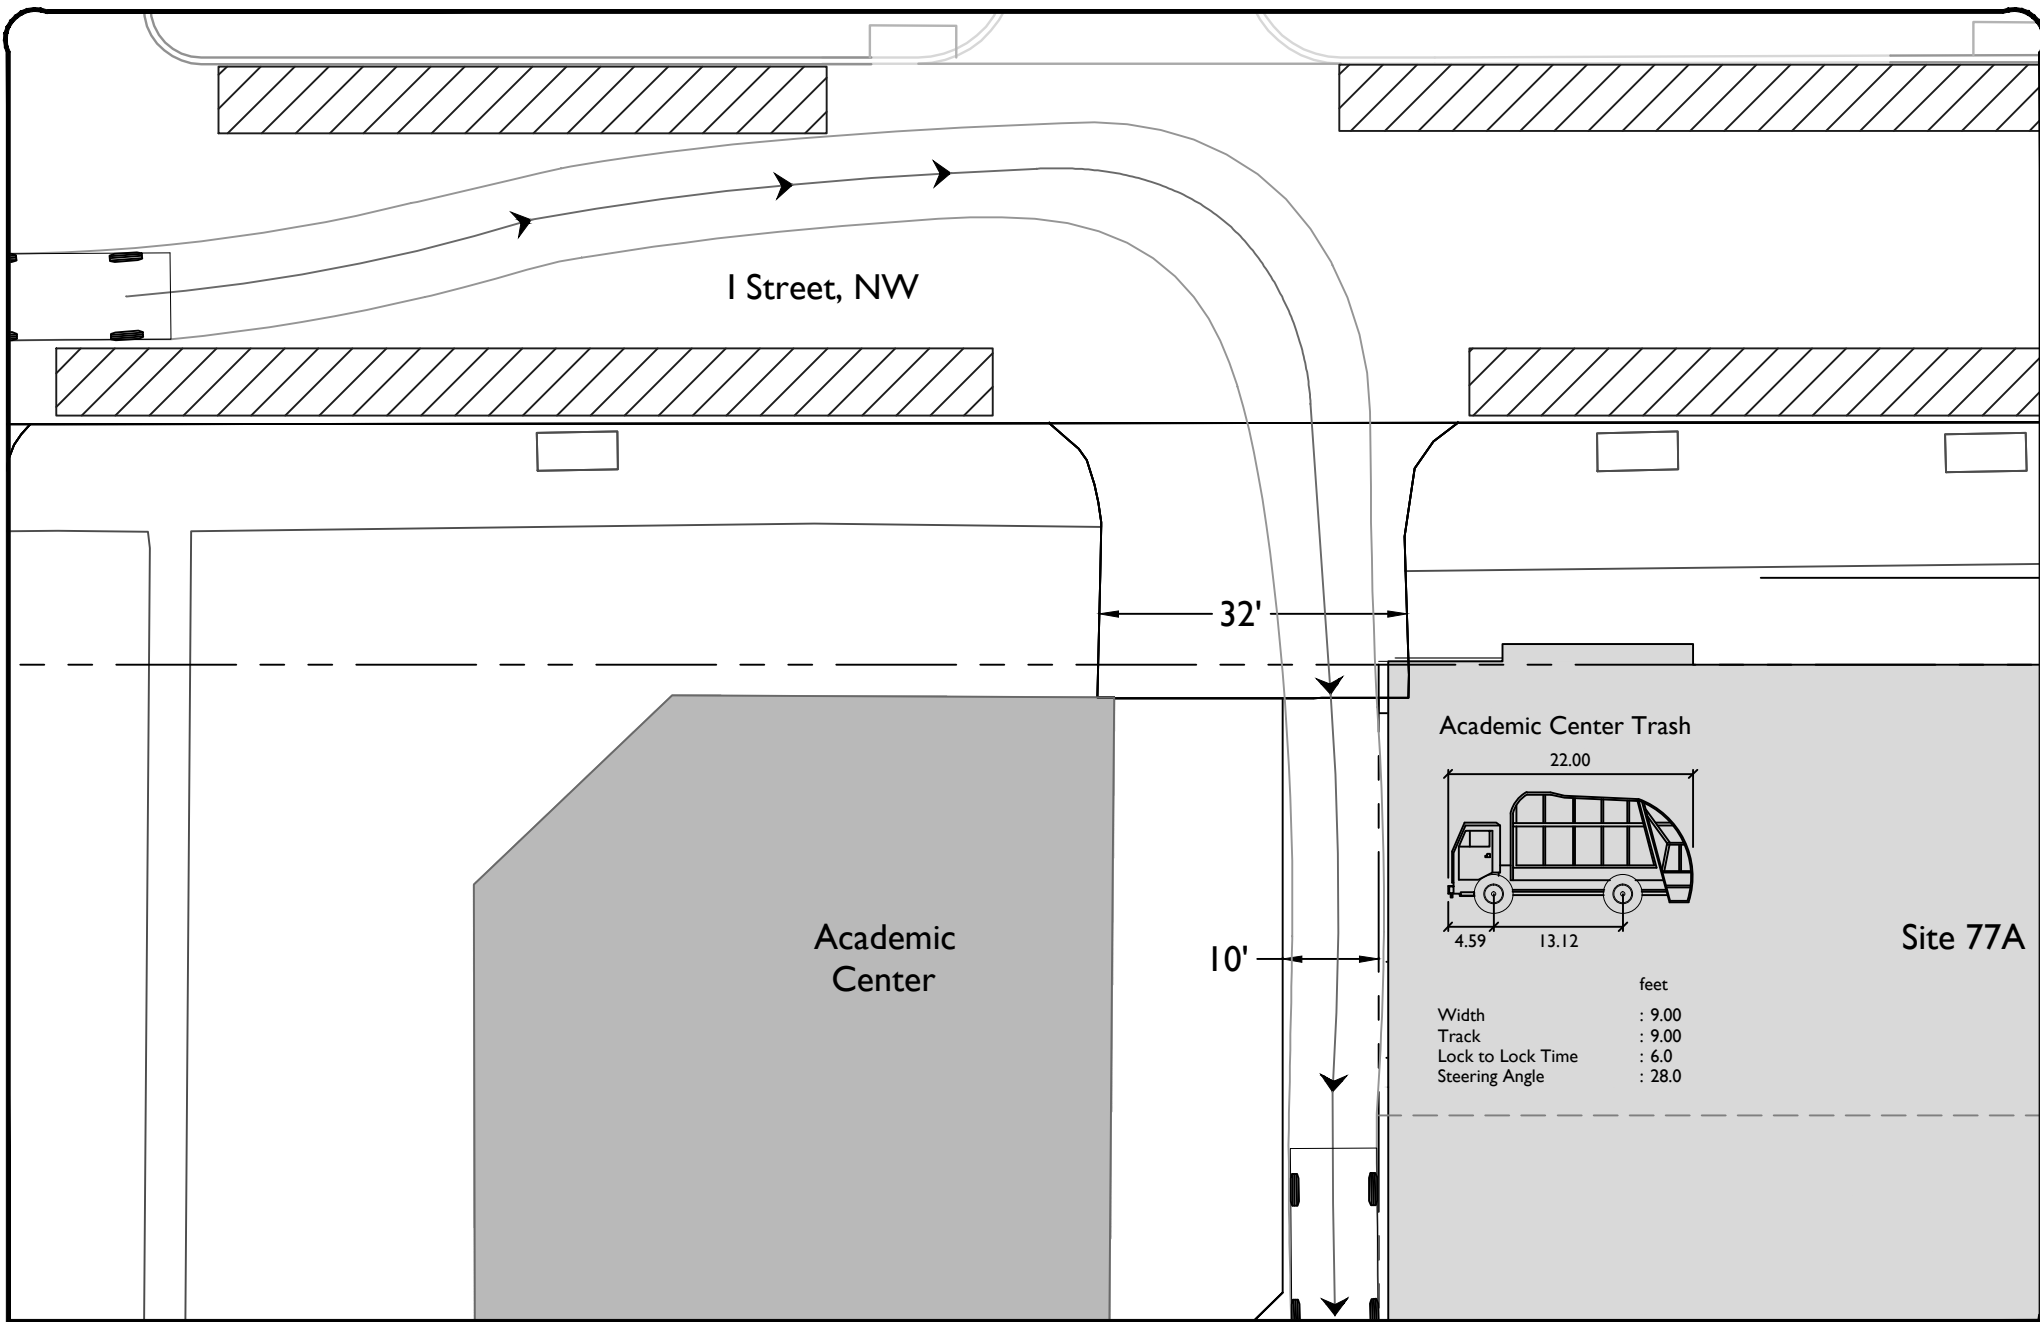 I Street, NW
32'
Academic Center Trash
22.00
4.59 13.12
10'
Academic
Center
Site 77A
feet
Width : 9.00
Track : 9.00
Lock to Lock Time : 6.0
Steering Angle : 28.0